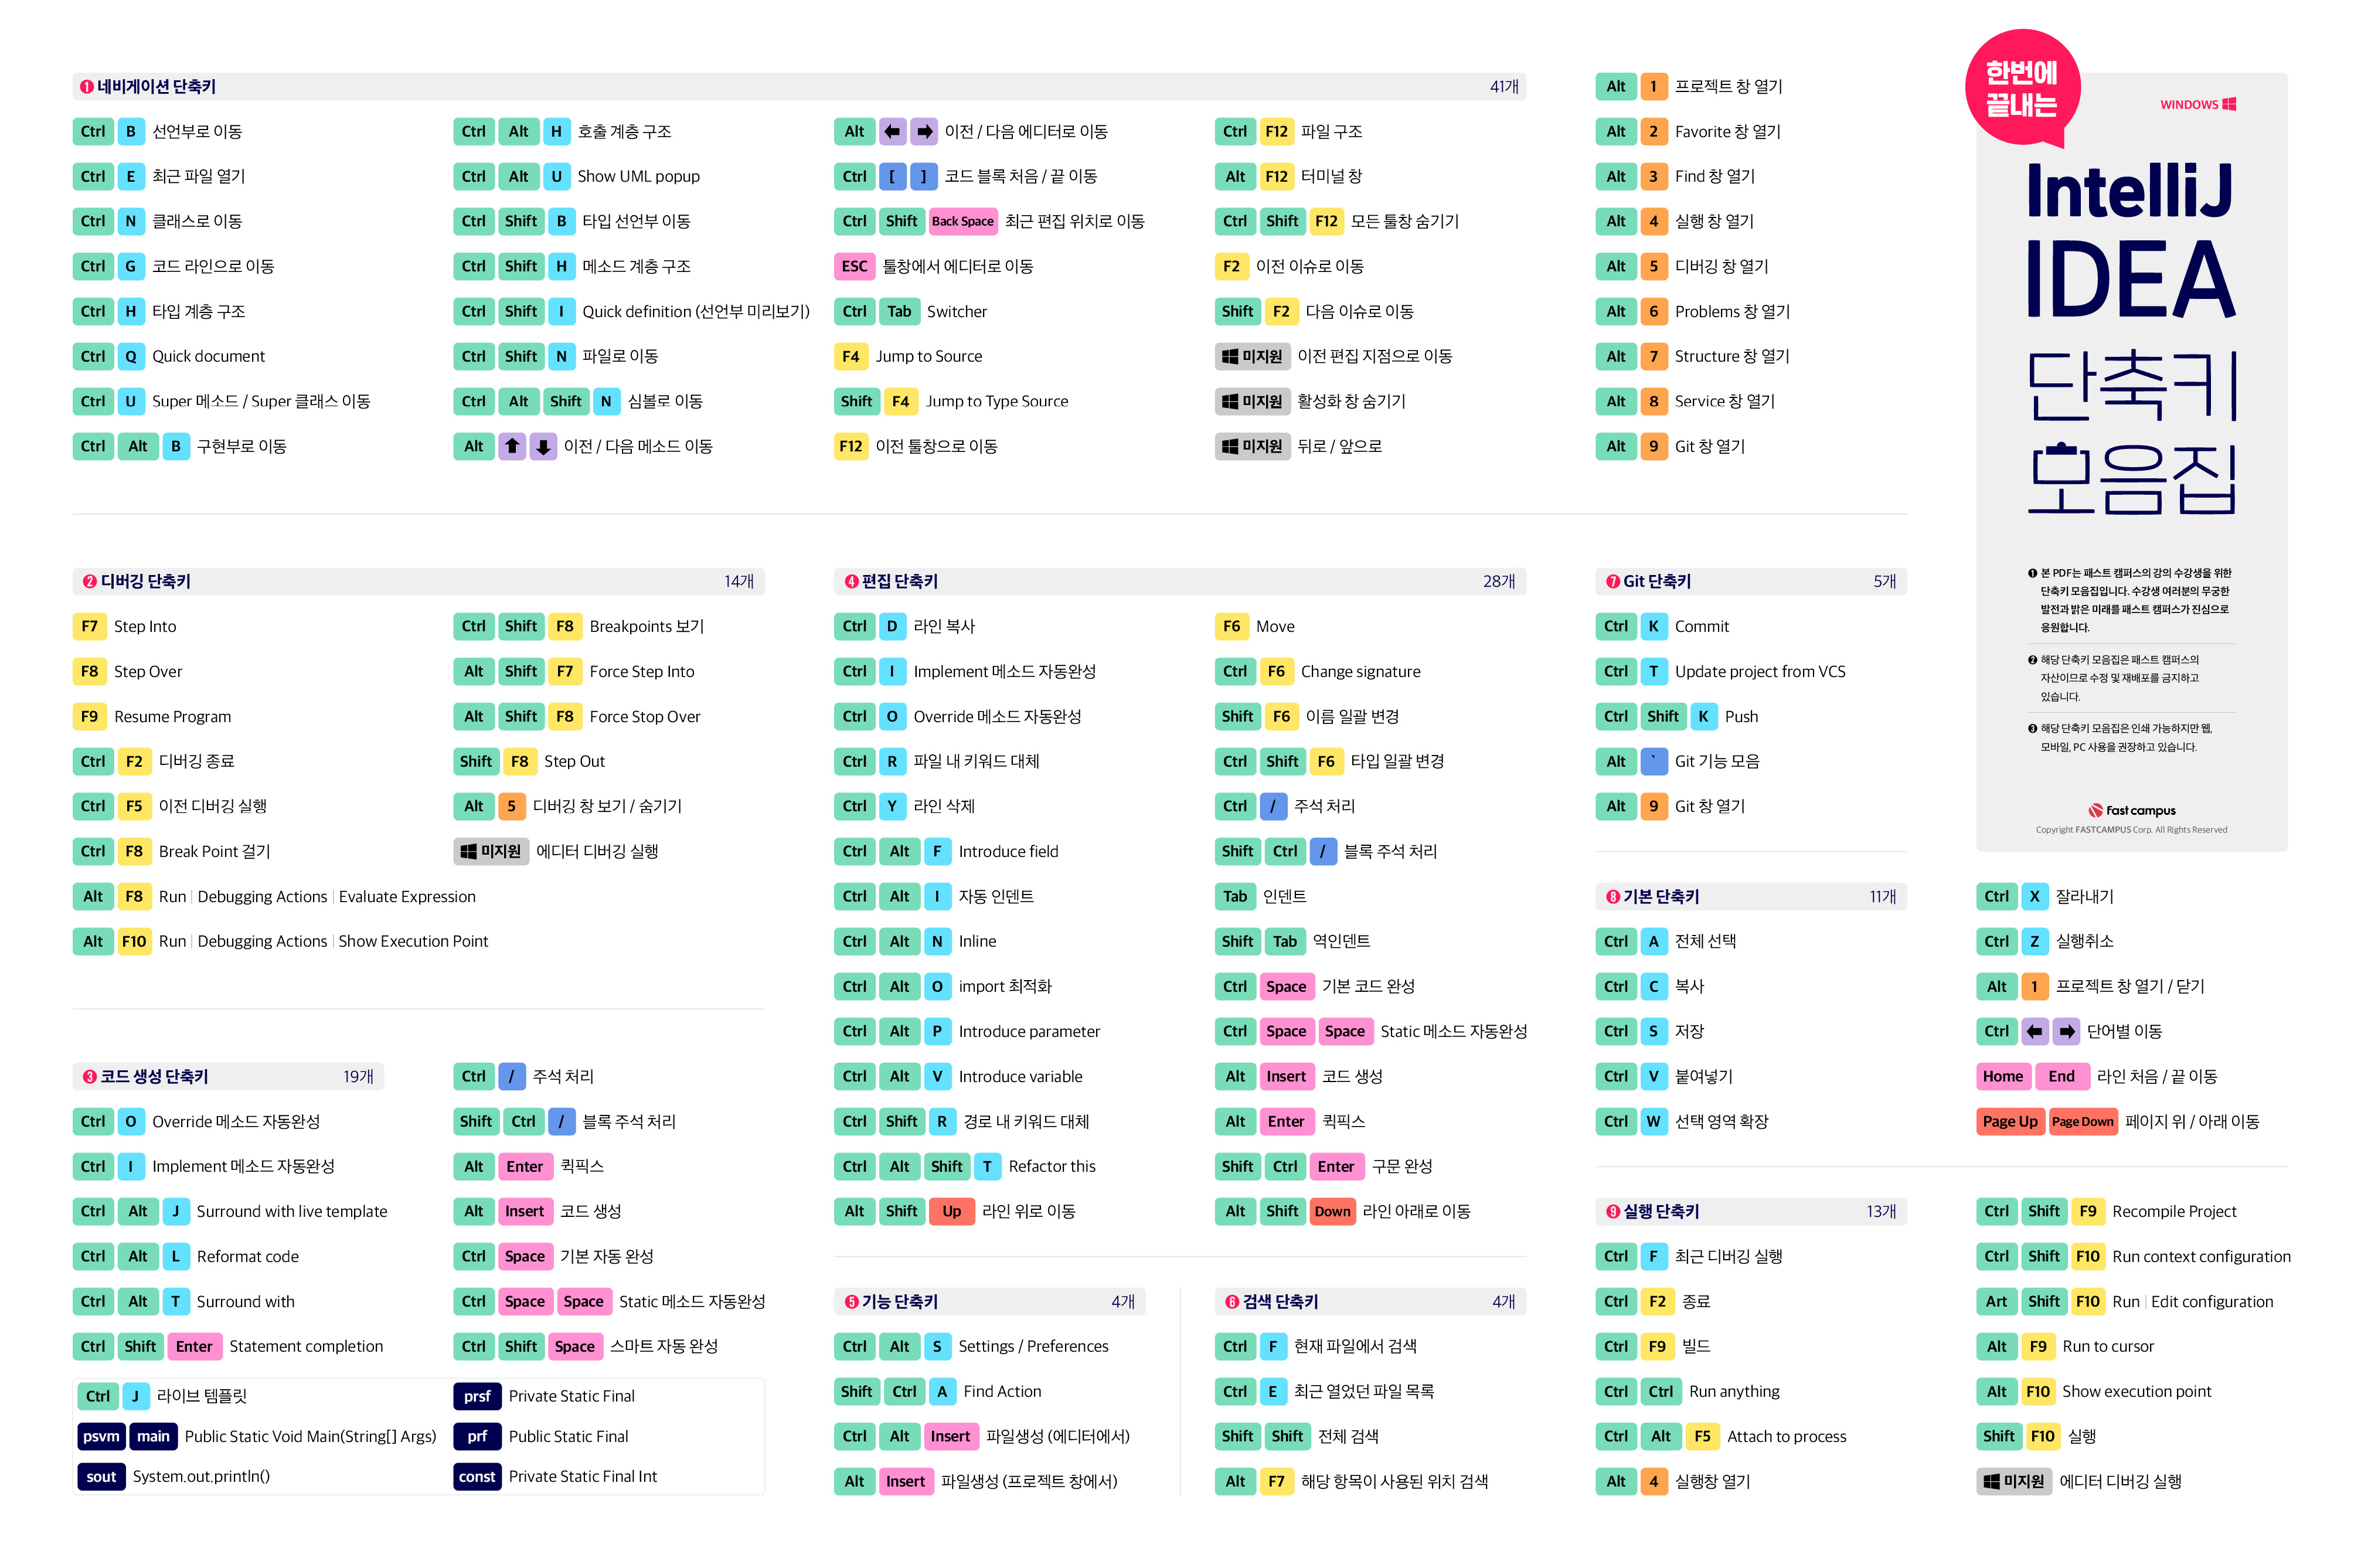 ❶ 네비게이션 단축키 41개
Ctrl B 선언부로 이동
Ctrl E 최근 파일 열기
Ctrl N 클래스로 이동
Ctrl G 코드 라인으로 이동
Ctrl H 타입 계층 구조
Ctrl Q Quick document
Ctrl U Super 메소드 / Super 클래스 이동
Ctrl Alt B 구현부로 이동
Ctrl Alt H 호출 계층 구조
Ctrl Alt U Show UML popup
Ctrl Shift B 타입 선언부 이동
Ctrl Shift H 메소드 계층 구조
Ctrl Shift I Quick definition (선언부 미리보기)
Ctrl Shift N 파일로 이동
Ctrl Alt Shift N 심볼로 이동
Alt ⬆ ⬇ 이전 / 다음 메소드 이동
Alt ⬅ ➡ 이전 / 다음 에디터로 이동
Ctrl [ ] 코드 블록 처음 / 끝 이동
Ctrl Shift Back Space 최근 편집 위치로 이동
ESC 툴창에서 에디터로 이동
Ctrl Tab Switcher
F4 Jump to Source
Shift F4 Jump to Type Source
F12 이전 툴창으로 이동
Ctrl F12 파일 구조
Alt F12 터미널 창
Ctrl Shift F12 모든 툴창 숨기기
F2 이전 이슈로 이동
Shift F2 다음 이슈로 이동
미지원 이전 편집 지점으로 이동
미지원 활성화 창 숨기기
미지원 뒤로 / 앞으로
Alt 1 프로젝트 창 열기
Alt 2 Favorite 창 열기
Alt 3 Find 창 열기
Alt 4 실행 창 열기
Alt 5 디버깅 창 열기
Alt 6 Problems 창 열기
Alt 7 Structure 창 열기
Alt 8 Service 창 열기
Alt 9 Git 창 열기
한번에
끝내는
WINDOWS
IntelliJ
IDEA
단축키
모음집
❶ 본 PDF는 패스트 캠퍼스의 강의 수강생을 위한
단축키 모음집입니다. 수강생 여러분의 무궁한
발전과 밝은 미래를 패스트 캠퍼스가 진심으로
응원합니다.
❷ 해당 단축키 모음집은 패스트 캠퍼스의
자산이므로 수정 및 재배포를 금지하고
있습니다.
❸ 해당 단축키 모음집은 인쇄 가능하지만 웹,
모바일, PC 사용을 권장하고 있습니다.
Fast campus
Copyright FASTCAMPUS Corp. All Rights Reserved
❷ 디버깅 단축키 14개
F7 Step Into
F8 Step Over
F9 Resume Program
Ctrl F2 디버깅 종료
Ctrl F5 이전 디버깅 실행
Ctrl F8 Break Point 걸기
Alt F8 Run | Debugging Actions | Evaluate Expression
Alt F10 Run | Debugging Actions | Show Execution Point
Ctrl Shift F8 Breakpoints 보기
Alt Shift F7 Force Step Into
Alt Shift F8 Force Stop Over
Shift F8 Step Out
Alt 5 디버깅 창 보기 / 숨기기
미지원 에디터 디버깅 실행
❸ 코드 생성 단축키 19개
Ctrl O Override 메소드 자동완성
Ctrl I Implement 메소드 자동완성
Ctrl Alt J Surround with live template
Ctrl Alt L Reformat code
Ctrl Alt T Surround with
Ctrl Shift Enter Statement completion
Ctrl / 주석 처리
Shift Ctrl / 블록 주석 처리
Alt Enter 퀵픽스
Alt Insert 코드 생성
Ctrl Space 기본 자동 완성
Ctrl Space Space Static 메소드 자동완성
Ctrl Shift Space 스마트 자동 완성
Ctrl J 라이브 템플릿
psvm main Public Static Void Main(String[] Args)
sout System.out.println()
prsf Private Static Final
prf Public Static Final
const Private Static Final Int
❹ 편집 단축키 28개
Ctrl D 라인 복사
Ctrl I Implement 메소드 자동완성
Ctrl O Override 메소드 자동완성
Ctrl R 파일 내 키워드 대체
Ctrl Y 라인 삭제
Ctrl Alt F Introduce field
Ctrl Alt I 자동 인덴트
Ctrl Alt N Inline
Ctrl Alt O import 최적화
Ctrl Alt P Introduce parameter
Ctrl Alt V Introduce variable
Ctrl Shift R 경로 내 키워드 대체
Ctrl Alt Shift T Refactor this
Alt Shift Up 라인 위로 이동
F6 Move
Ctrl F6 Change signature
Shift F6 이름 일괄 변경
Ctrl Shift F6 타입 일괄 변경
Ctrl / 주석 처리
Shift Ctrl / 블록 주석 처리
Tab 인덴트
Shift Tab 역인덴트
Ctrl Space 기본 코드 완성
Ctrl Space Space Static 메소드 자동완성
Alt Insert 코드 생성
Alt Enter 퀵픽스
Shift Ctrl Enter 구문 완성
Alt Shift Down 라인 아래로 이동
❺ 기능 단축키 4개
Ctrl Alt S Settings / Preferences
Shift Ctrl A Find Action
Ctrl Alt Insert 파일생성 (에디터에서)
Alt Insert 파일생성 (프로젝트 창에서)
❻ 검색 단축키 4개
Ctrl F 현재 파일에서 검색
Ctrl E 최근 열었던 파일 목록
Shift Shift 전체 검색
Alt F7 해당 항목이 사용된 위치 검색
❼ Git 단축키 5개
Ctrl K Commit
Ctrl T Update project from VCS
Ctrl Shift K Push
Alt ` Git 기능 모음
Alt 9 Git 창 열기
❽ 기본 단축키 11개
Ctrl A 전체 선택
Ctrl C 복사
Ctrl S 저장
Ctrl V 붙여넣기
Ctrl W 선택 영역 확장
Ctrl X 잘라내기
Ctrl Z 실행취소
Alt 1 프로젝트 창 열기 / 닫기
Ctrl ⬅ ➡ 단어별 이동
Home End 라인 처음 / 끝 이동
Page Up Page Down 페이지 위 / 아래 이동
❾ 실행 단축키 13개
Ctrl F 최근 디버깅 실행
Ctrl F2 종료
Ctrl F9 빌드
Ctrl Ctrl Run anything
Ctrl Alt F5 Attach to process
Alt 4 실행창 열기
Ctrl Shift F9 Recompile Project
Ctrl Shift F10 Run context configuration
Art Shift F10 Run | Edit configuration
Alt F9 Run to cursor
Alt F10 Show execution point
Shift F10 실행
미지원 에디터 디버깅 실행